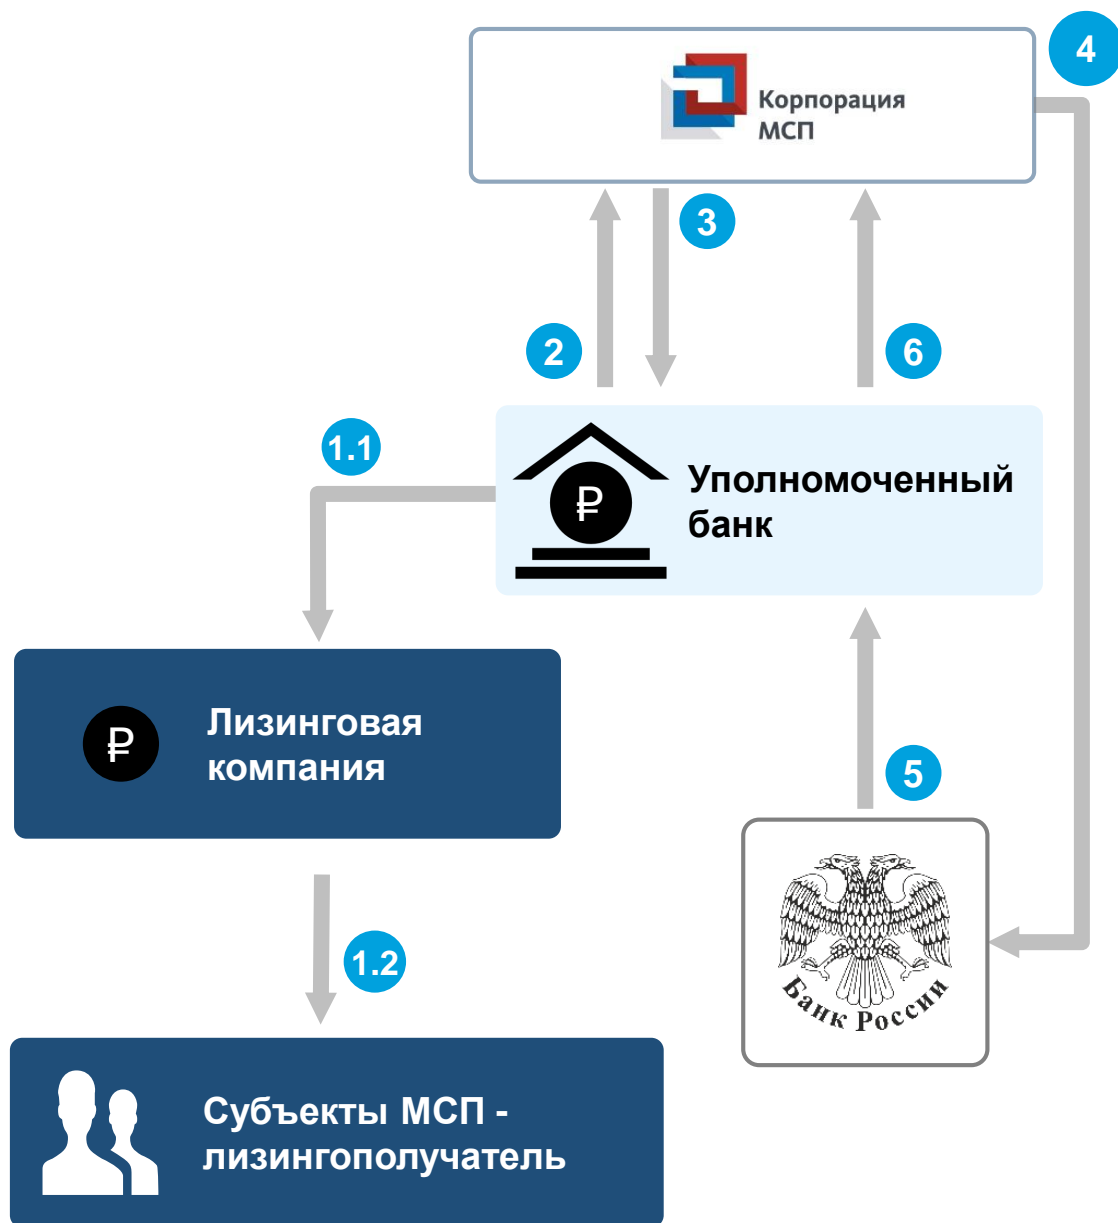 4
Корпорация
МСП
3
2
6
1.1
₽
Уполномоченный
банк
₽
Лизинговая
компания
5
1.2
Банк России
Субъекты МСП -
лизингополучатель